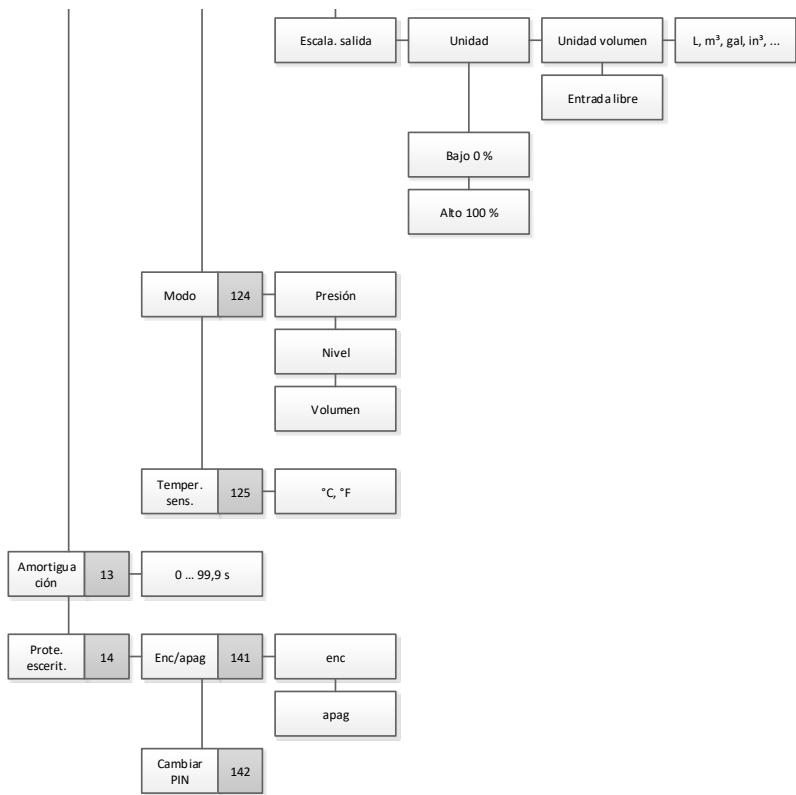 Escala. salida
Unidad
Unidad volumen
L, m³, gal, in³, ...
Entrada libre
Bajo 0 %
Alto 100 %
Modo
124
Presión
Nivel
Volumen
Temper.
sens.
125
°C, °F
Amortigua
ción
13
0 ... 99,9 s
Prote.
escerit.
14
Enc/apag
141
enc
apag
Cambiar
PIN
142